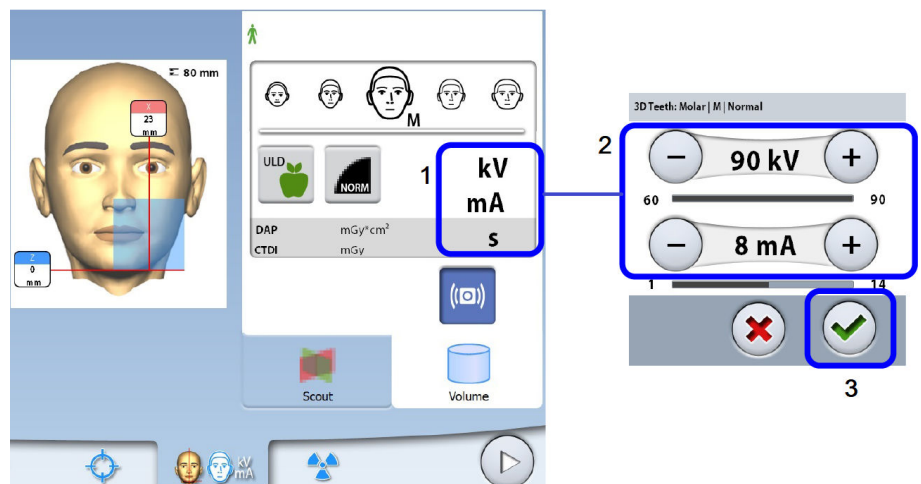 80 mm
X
23
mm
Z
0
mm
M
ULD
NORM
1
kV
mA
s
DAP mGy*cm²
CTDI mGy
((o))
Scout
Volume
kV
mA
3D Teeth: Molar | M | Normal
2
90 kV
60 90
8 mA
1 14
3